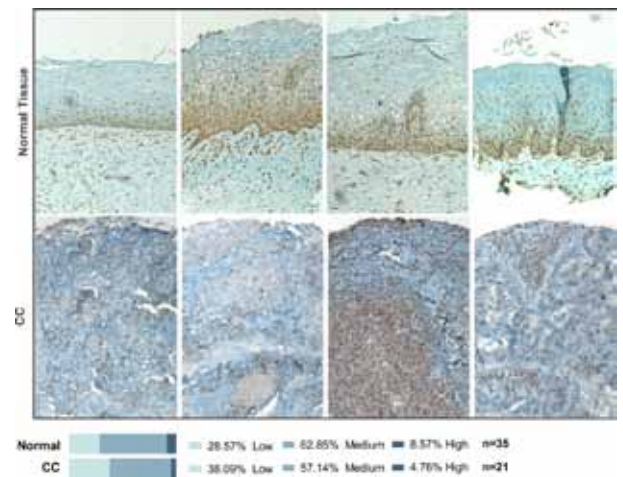 Normal Tissue
CC
Normal 28.57% Low 62.85% Medium 8.57% High n=35
CC 38.09% Low 57.14% Medium 4.76% High n=21